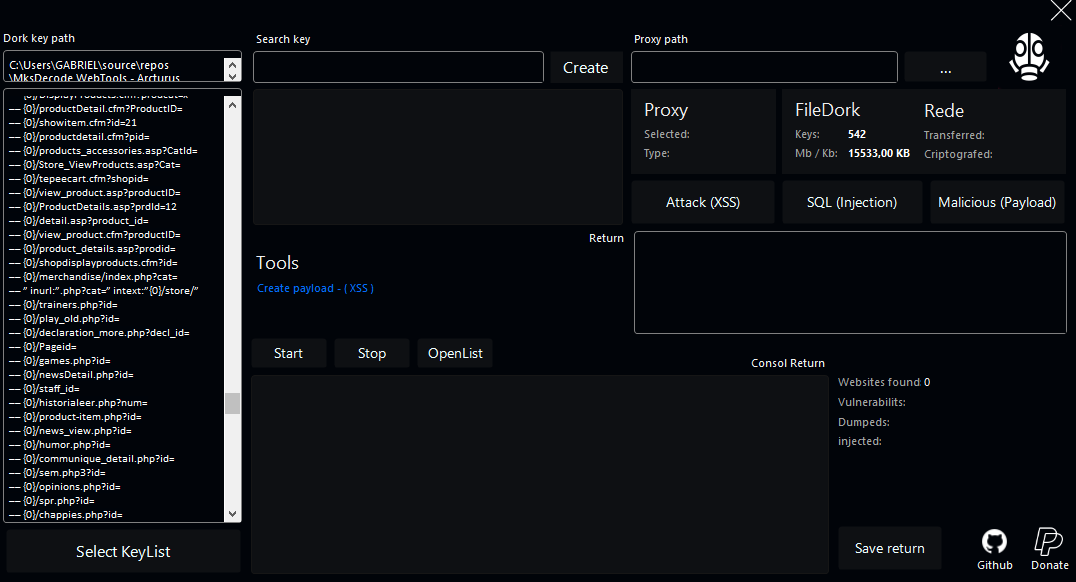 Dork key path
C:\Users\GABRIEL\source\repos
\MksDecode WebTools - Arcturus
── {0}/DisplayProducts.cfm?prodcat=x
── {0}/productDetail.cfm?ProductID=
── {0}/showitem.cfm?id=21
── {0}/productdetail.cfm?pid=
── {0}/products_accessories.asp?CatId=
── {0}/Store_ViewProducts.asp?Cat=
── {0}/tepeecart.cfm?shopid=
── {0}/view_product.asp?productID=
── {0}/ProductDetails.asp?prdId=12
── {0}/detail.asp?product_id=
── {0}/view_product.cfm?productID=
── {0}/product_details.asp?prodid=
── {0}/shopdisplayproducts.cfm?id=
── {0}/merchandise/index.php?cat=
── ” inurl:”.php?cat=” intext:”{0}/store/”
── {0}/trainers.php?id=
── {0}/play_old.php?id=
── {0}/declaration_more.php?decl_id=
── {0}/Pageid=
── {0}/games.php?id=
── {0}/newsDetail.php?id=
── {0}/staff_id=
── {0}/historialeer.php?num=
── {0}/product-item.php?id=
── {0}/news_view.php?id=
── {0}/humor.php?id=
── {0}/communique_detail.php?id=
── {0}/sem.php3?id=
── {0}/opinions.php?id=
── {0}/spr.php?id=
── {0}/chappies.php?id=
Select KeyList
Search key
Create
Return
Tools
Create payload - ( XSS )
Start
Stop
OpenList
Consol Return
Proxy path
...
Proxy
Selected:
Type:
FileDork
Keys: 542
Mb / Kb: 15533,00 KB
Rede
Transferred:
Criptografed:
Attack (XSS)
SQL (Injection)
Malicious (Payload)
Websites found: 0
Vulnerabilits:
Dumpeds:
injected:
Save return
Github
Donate